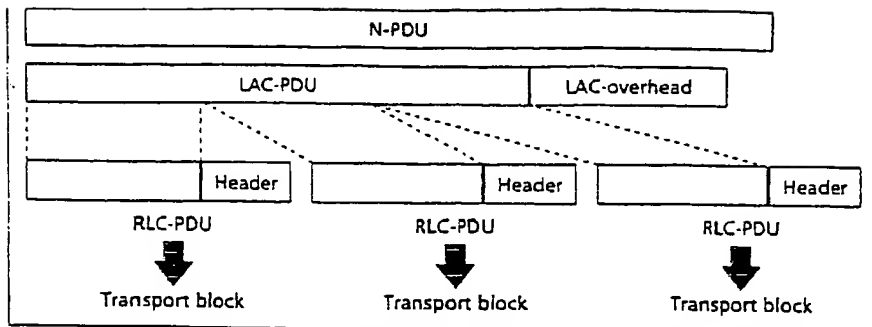 N-PDU
LAC-PDU LAC-overhead
Header Header Header
RLC-PDU RLC-PDU RLC-PDU
Transport block Transport block Transport block